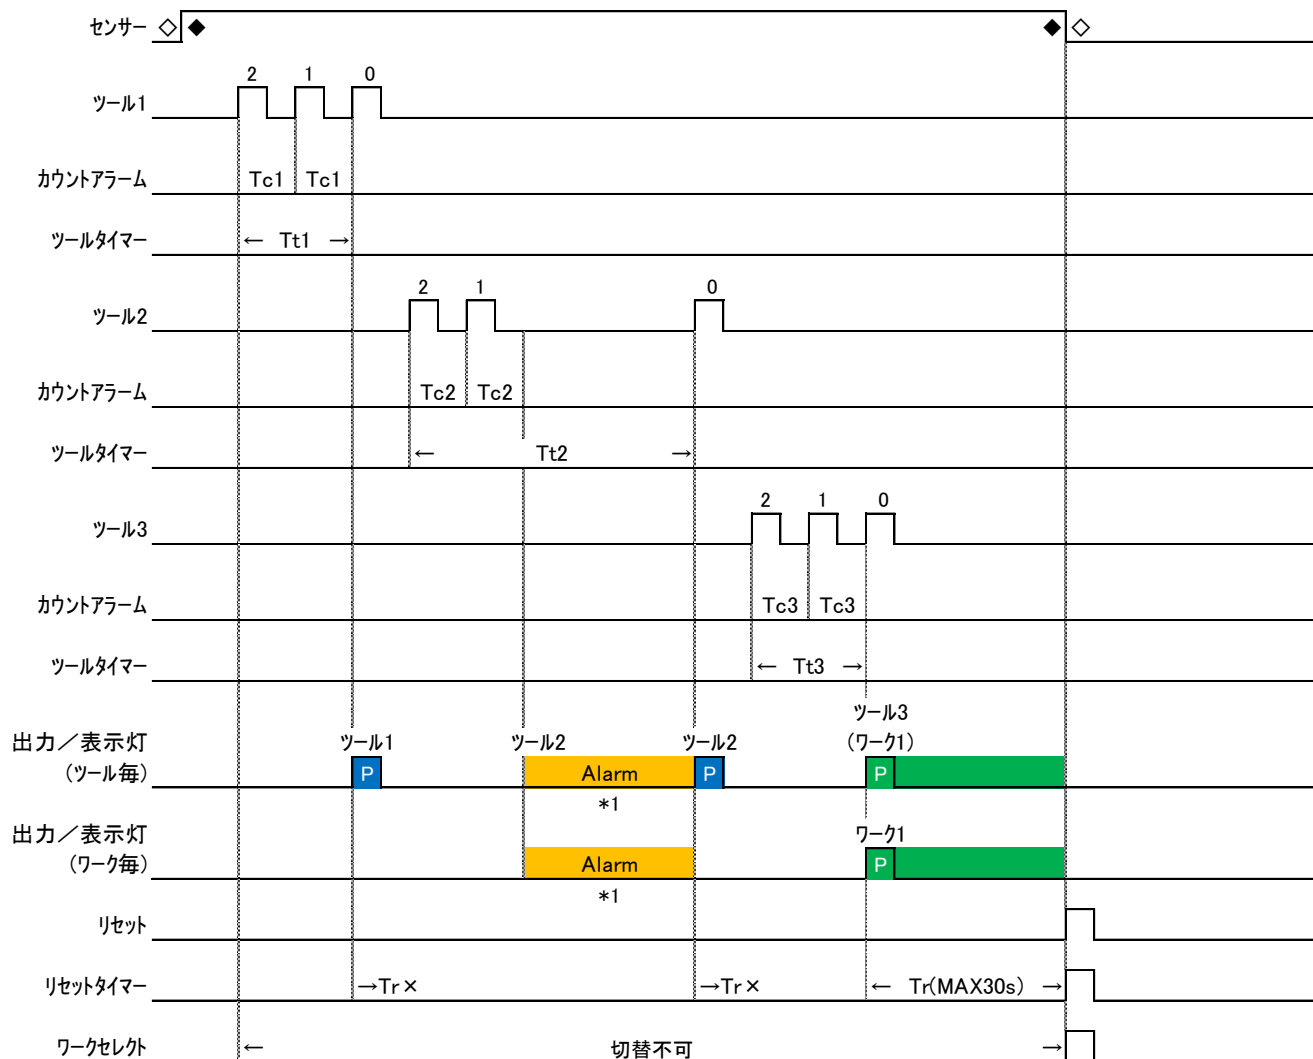 センサー ◇ ◆ ◆ ◇
2 1 0
ツール1
カウントアラーム Tc1 Tc1
ツールタイマー ← Tt1 →
2 1 0
ツール2
カウントアラーム Tc2 Tc2
ツールタイマー ← Tt2 →
2 1 0
ツール3
カウントアラーム Tc3 Tc3
ツールタイマー ← Tt3 →
ツール3
出力／表示灯 ツール1 ツール2 ツール2 (ワーク1)
(ツール毎) P Alarm P P
*1
出力／表示灯 ワーク1
(ワーク毎) Alarm P
*1
リセット
リセットタイマー →Tr× →Tr× ← Tr(MAX30s) →
ワークセレクト ← 切替不可 →